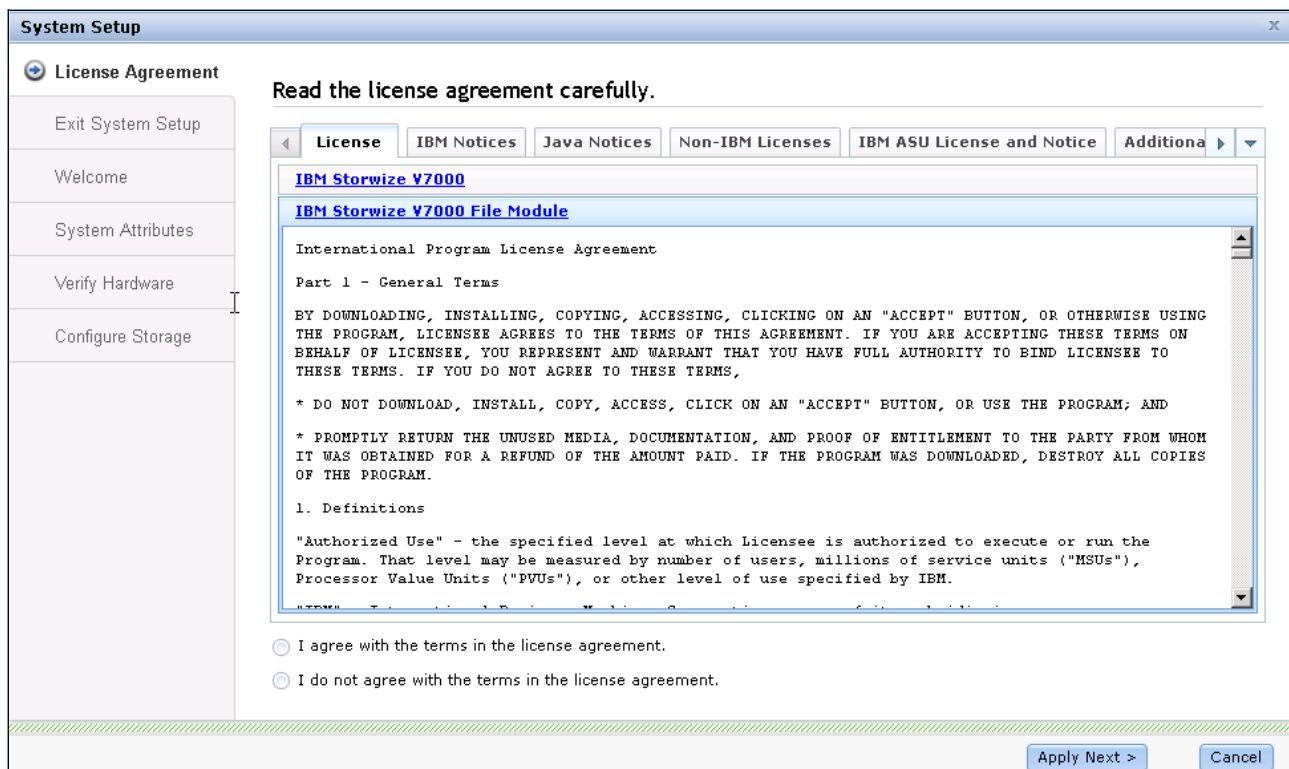 System Setup
x
License Agreement
Exit System Setup
Welcome
System Attributes
Verify Hardware
Configure Storage
Read the license agreement carefully.
License
IBM Notices
Java Notices
Non-IBM Licenses
IBM ASU License and Notice
Additiona
IBM Storwize V7000
IBM Storwize V7000 File Module
International Program License Agreement
Part 1 - General Terms
BY DOWNLOADING, INSTALLING, COPYING, ACCESSING, CLICKING ON AN "ACCEPT" BUTTON, OR OTHERWISE USING
THE PROGRAM, LICENSEE AGREES TO THE TERMS OF THIS AGREEMENT. IF YOU ARE ACCEPTING THESE TERMS ON
BEHALF OF LICENSEE, YOU REPRESENT AND WARRANT THAT YOU HAVE FULL AUTHORITY TO BIND LICENSEE TO
THESE TERMS. IF YOU DO NOT AGREE TO THESE TERMS,
* DO NOT DOWNLOAD, INSTALL, COPY, ACCESS, CLICK ON AN "ACCEPT" BUTTON, OR USE THE PROGRAM; AND
* PROMPTLY RETURN THE UNUSED MEDIA, DOCUMENTATION, AND PROOF OF ENTITLEMENT TO THE PARTY FROM WHOM
IT WAS OBTAINED FOR A REFUND OF THE AMOUNT PAID. IF THE PROGRAM WAS DOWNLOADED, DESTROY ALL COPIES
OF THE PROGRAM.
1. Definitions
"Authorized Use" - the specified level at which Licensee is authorized to execute or run the
Program. That level may be measured by number of users, millions of service units ("MSUs"),
Processor Value Units ("PVUs"), or other level of use specified by IBM.
I agree with the terms in the license agreement.
I do not agree with the terms in the license agreement.
Apply Next >
Cancel